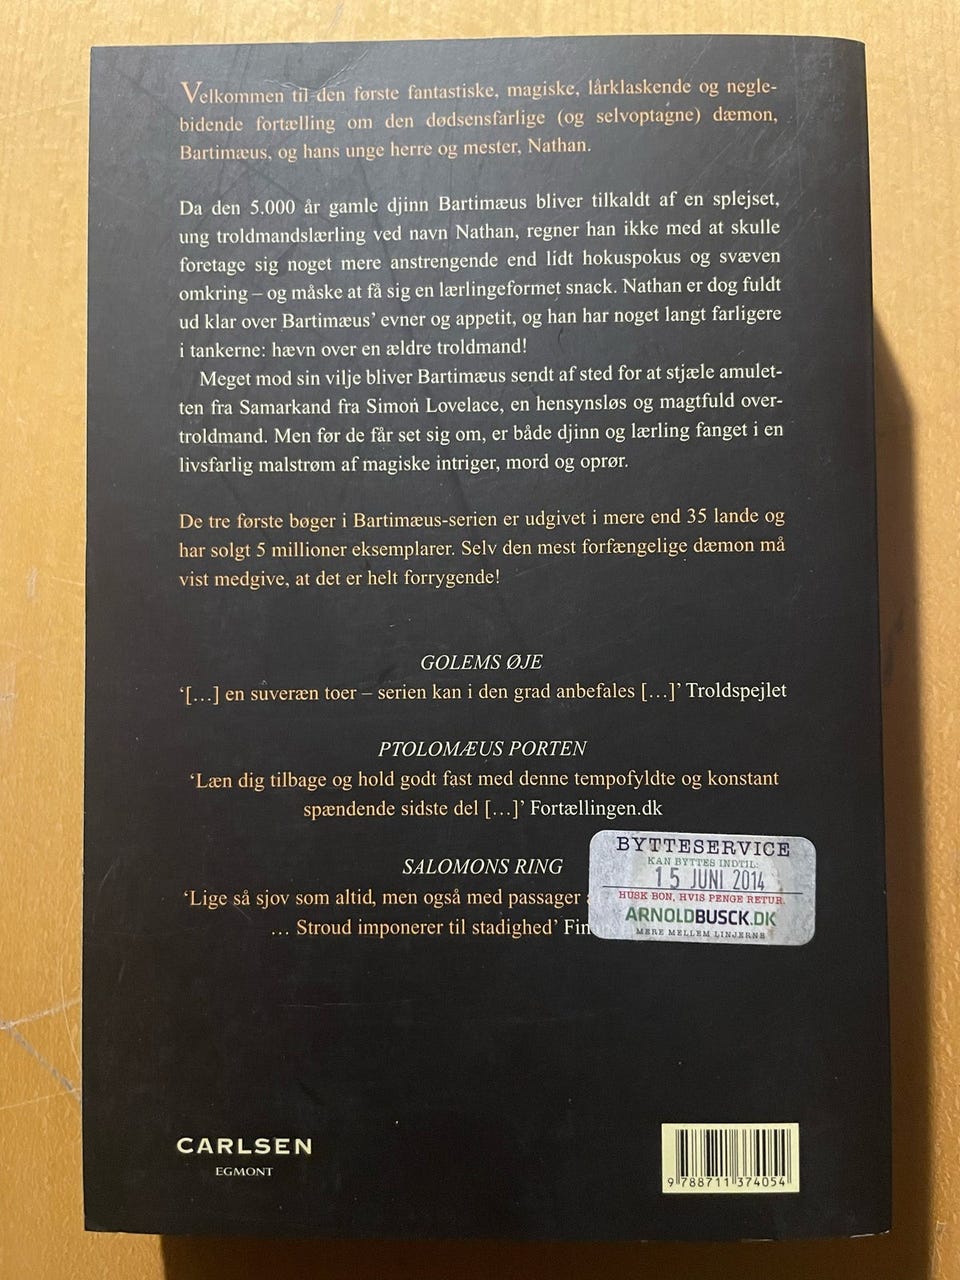 Velkommen til den første fantastiske, magiske, lårklaskende og negle-
bidende fortælling om den dødsensfarlige (og selvoptagne) dæmon,
Bartimæus, og hans unge herre og mester, Nathan.
Da den 5.000 år gamle djinn Bartimæus bliver tilkaldt af en splejset,
ung troldmandslærling ved navn Nathan, regner han ikke med at skulle
foretage sig noget mere anstrengende end lidt hokuspokus og svæven
omkring – og måske at få sig en lærlingeformet snack. Nathan er dog fuldt
ud klar over Bartimæus’ evner og appetit, og han har noget langt farligere
i tankerne: hævn over en ældre troldmand!
Meget mod sin vilje bliver Bartimæus sendt af sted for at stjæle amulet-
ten fra Samarkand fra Simon Lovelace, en hensynsløs og magtfuld over-
troldmand. Men før de får set sig om, er både djinn og lærling fanget i en
livsfarlig malstrøm af magiske intriger, mord og oprør.
De tre første bøger i Bartimæus-serien er udgivet i mere end 35 lande og
har solgt 5 millioner eksemplarer. Selv den mest forfængelige dæmon må
vist medgive, at det er helt forrygende!
GOLEMS ØJE
‘[…] en suveræn toer – serien kan i den grad anbefales […]’ Troldspejlet
PTOLOMÆUS PORTEN
‘Læn dig tilbage og hold godt fast med denne tempofyldte og konstant
spændende sidste del […]’ Fortællingen.dk
SALOMONS RING
‘Lige så sjov som altid, men også med passager
… Stroud imponerer til stadighed’
BYTTESERVICE
KAN BYTTES INDTIL:
15 JUNI 2014
HUSK BON, HVIS PENGE RETUR.
ARNOLDBUSCK.DK
MERE MELLEM LINJERNE
CARLSEN
EGMONT
9 788711 374054